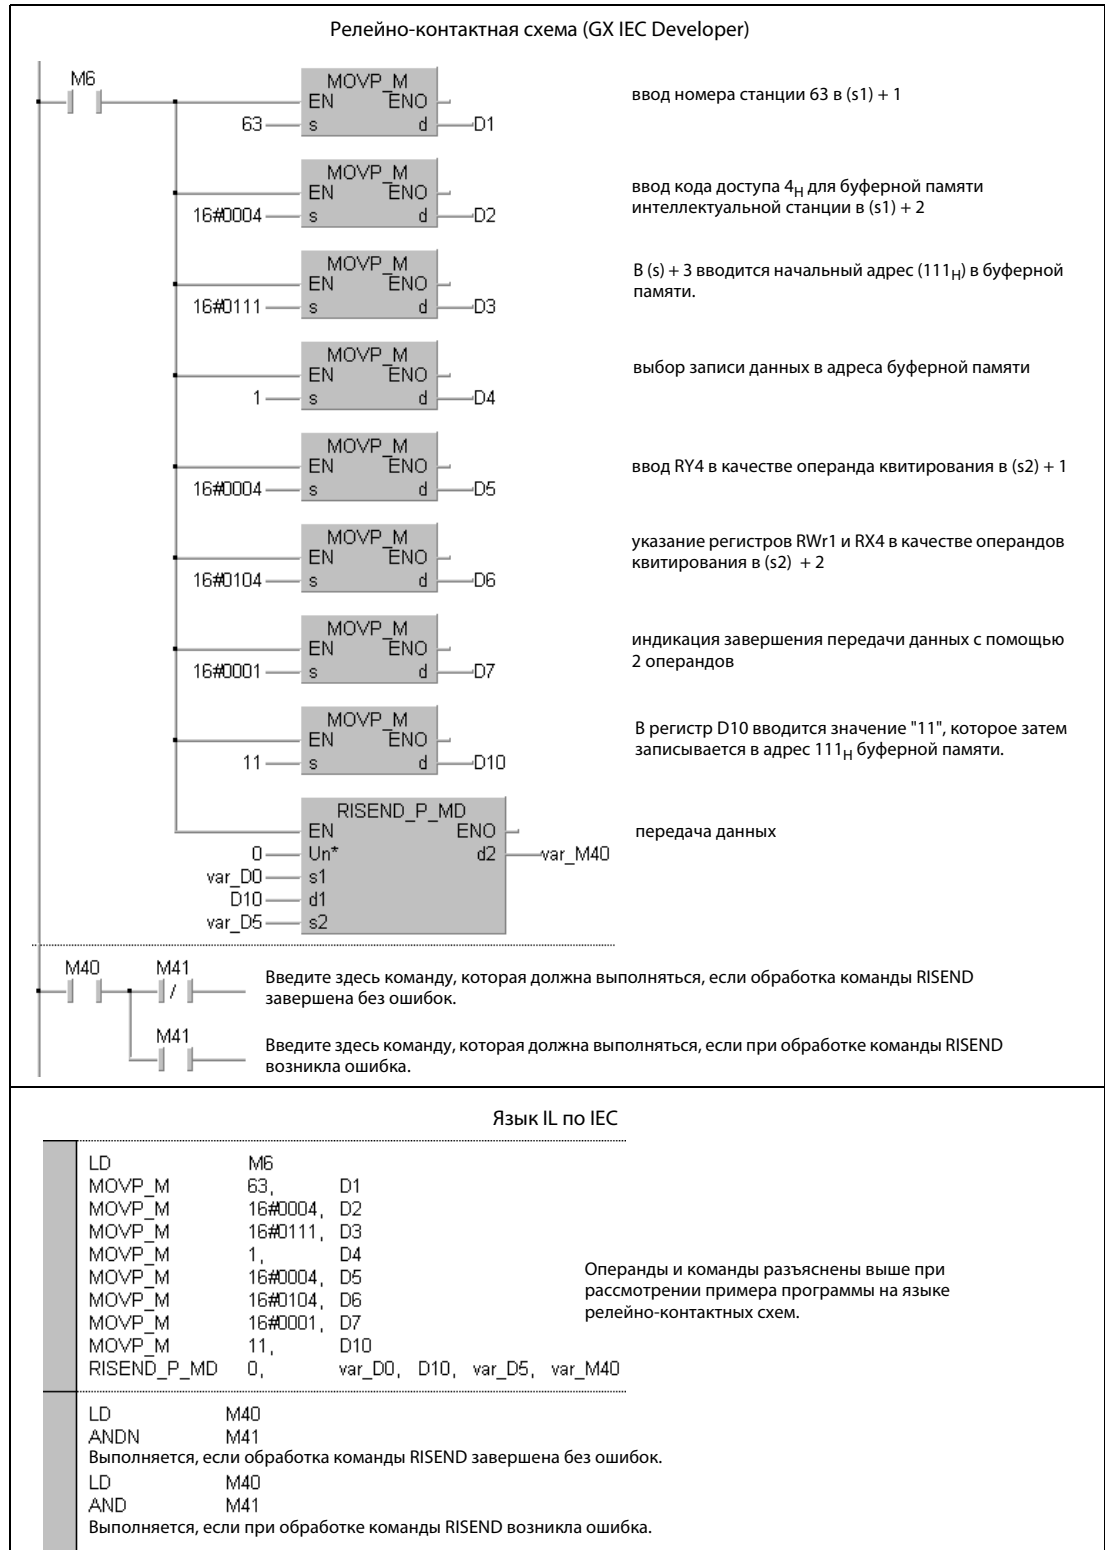 Релейно-контактная схема (GX IEC Developer)
M6
MOVP_M
EN ENO
63 s d D1
ввод номера станции 63 в (s1) + 1
MOVP_M
EN ENO
16#0004 s d D2
ввод кода доступа 4H для буферной памяти
интеллектуальной станции в (s1) + 2
MOVP_M
EN ENO
16#0111 s d D3
В (s) + 3 вводится начальный адрес (111H) в буферной
памяти.
MOVP_M
EN ENO
1 s d D4
выбор записи данных в адреса буферной памяти
MOVP_M
EN ENO
16#0004 s d D5
ввод RY4 в качестве операнда квитирования в (s2) + 1
MOVP_M
EN ENO
16#0104 s d D6
указание регистров RWr1 и RX4 в качестве операндов
квитирования в (s2) + 2
MOVP_M
EN ENO
16#0001 s d D7
индикация завершения передачи данных с помощью
2 операндов
MOVP_M
EN ENO
11 s d D10
В регистр D10 вводится значение "11", которое затем
записывается в адрес 111H буферной памяти.
RISEND_P_MD
EN ENO
0 Un* d2 var_M40
var_D0 s1
D10 d1
var_D5 s2
передача данных
M40 M41
Введите здесь команду, которая должна выполняться, если обработка команды RISEND
завершена без ошибок.
M41
Введите здесь команду, которая должна выполняться, если при обработке команды RISEND
возникла ошибка.
Язык IL по IEC
LD M6
MOVP_M 63, D1
MOVP_M 16#0004, D2
MOVP_M 16#0111, D3
MOVP_M 1, D4
MOVP_M 16#0004, D5
MOVP_M 16#0104, D6
MOVP_M 16#0001, D7
MOVP_M 11, D10
RISEND_P_MD 0, var_D0, D10, var_D5, var_M40
Операнды и команды разъяснены выше при
рассмотрении примера программы на языке
релейно-контактных схем.
LD M40
ANDN M41
Выполняется, если обработка команды RISEND завершена без ошибок.
LD M40
AND M41
Выполняется, если при обработке команды RISEND возникла ошибка.